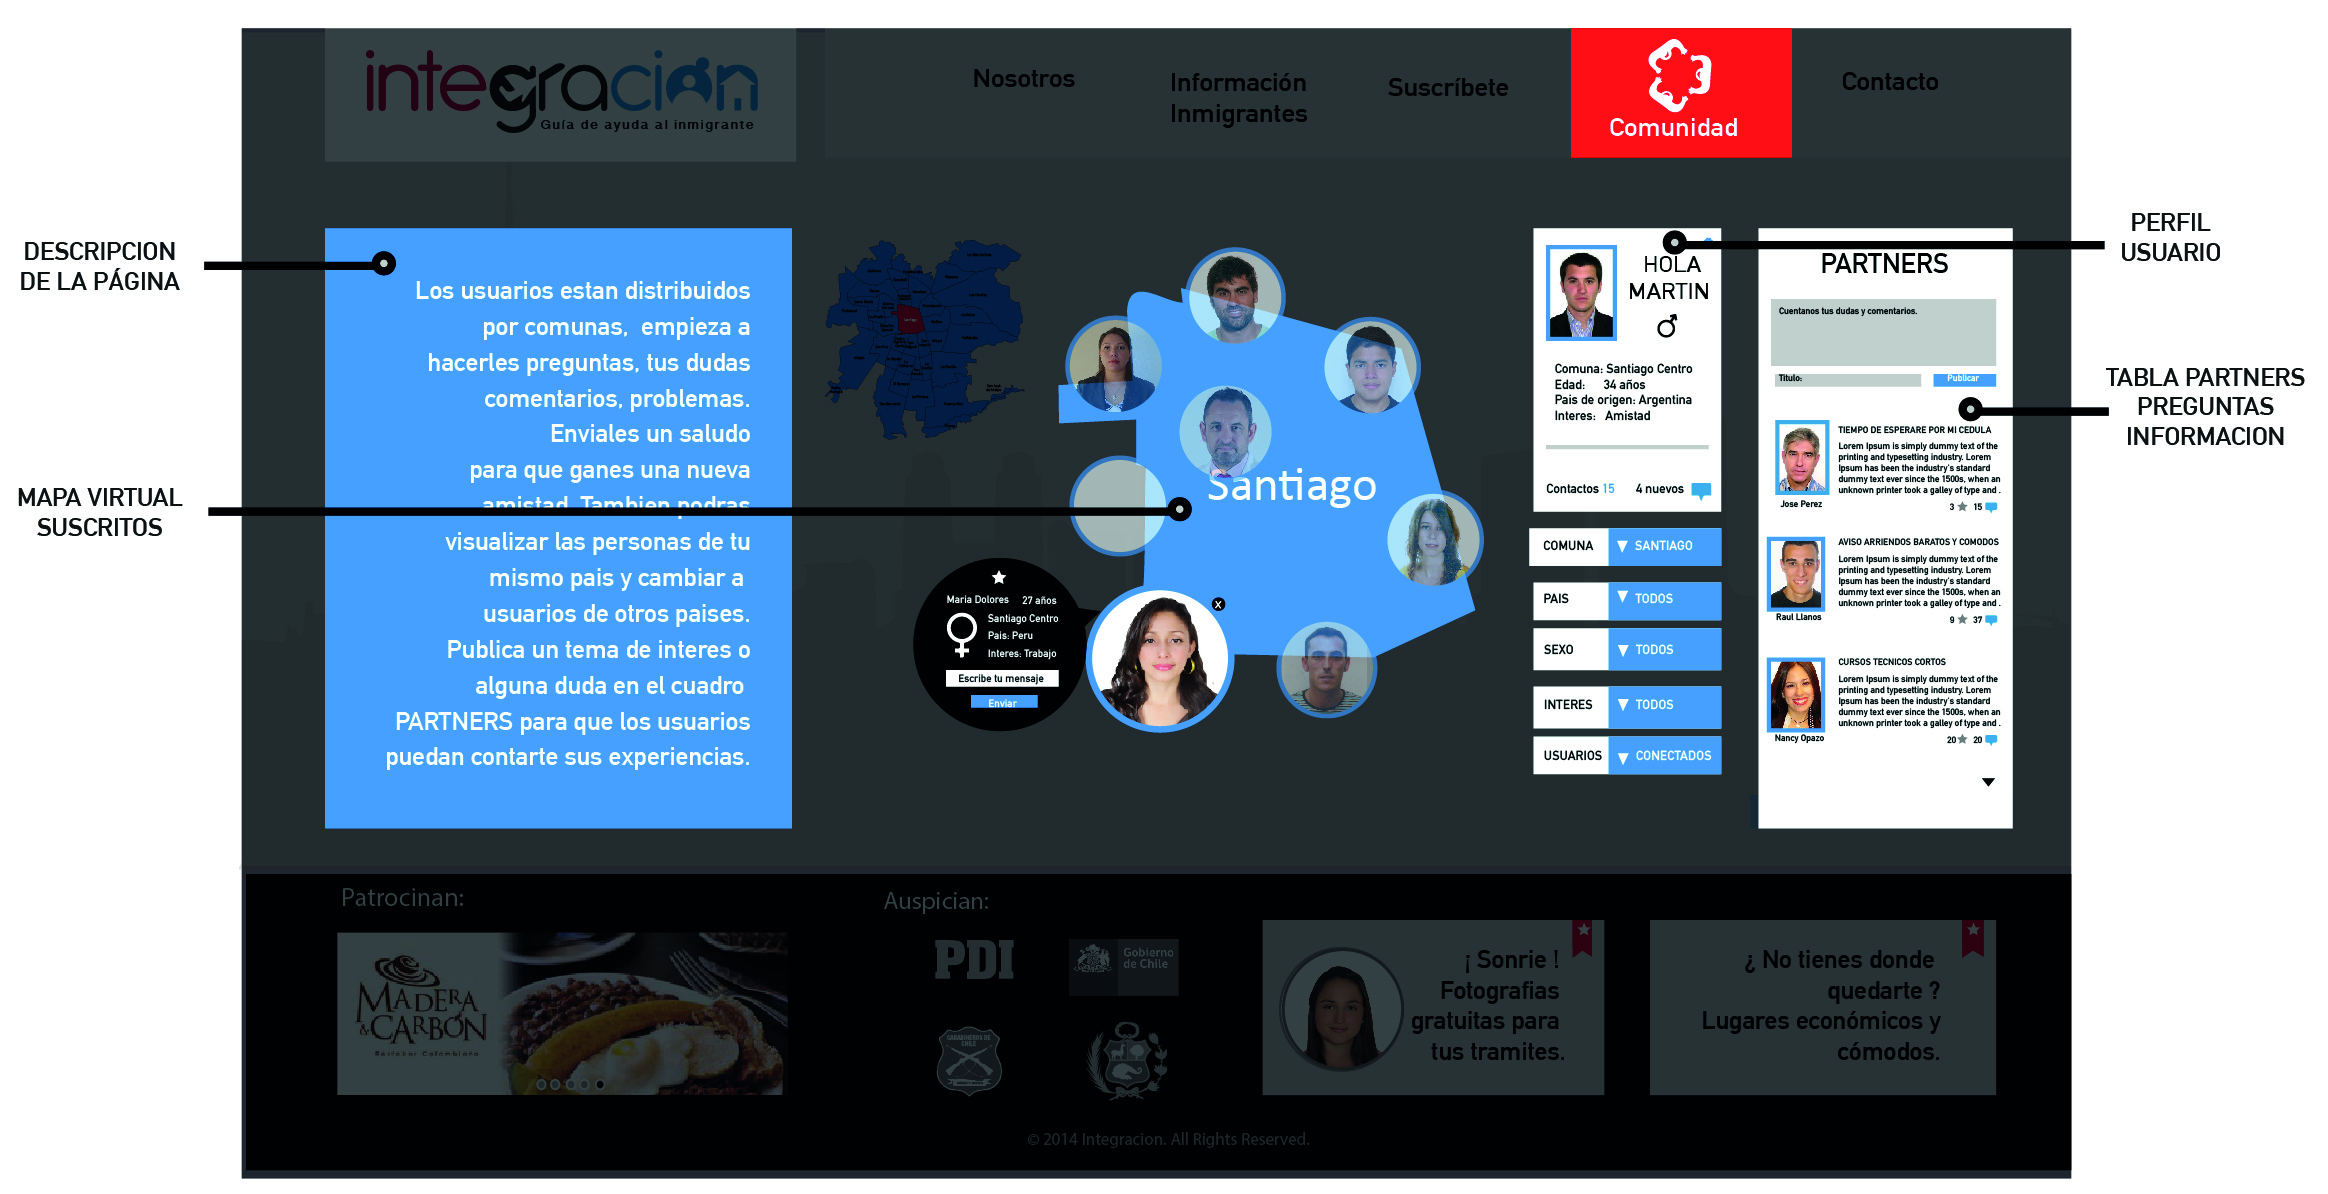 integración
Guía de ayuda al inmigrante
Nosotros
Información
Inmigrantes
Suscríbete
Comunidad
Contacto
DESCRIPCION
DE LA PÁGINA
MAPA VIRTUAL
SUSCRITOS
Los usuarios estan distribuidos
por comunas, empieza a
hacerles preguntas, tus dudas
comentarios, problemas.
Enviales un saludo
para que ganes una nueva
amistad. Tambien podras
visualizar las personas de tu
mismo pais y cambiar a
usuarios de otros paises.
Publica un tema de interes o
alguna duda en el cuadro
PARTNERS para que los usuarios
puedan contarte sus experiencias.
Santiago
Maria Dolores 27 años
Santiago Centro
Pais: Peru
Interes: Trabajo
Escribe tu mensaje
Enviar
x
HOLA
MARTIN
Comuna: Santiago Centro
Edad: 34 años
Pais de origen: Argentina
Interes: Amistad
Contactos 15 4 nuevos
COMUNA SANTIAGO
PAIS TODOS
SEXO TODOS
INTERES TODOS
USUARIOS CONECTADOS
PARTNERS
Cuentanos tus dudas y comentarios.
Titulo: Publicar
TIEMPO DE ESPERARE POR MI CEDULA
Lorem Ipsum is simply dummy text of the
printing and typesetting industry. Lorem
Ipsum has been the industry's standard
dummy text ever since the 1500s, when an
unknown printer took a galley of type and .
Jose Perez
3 15
AVISO ARRIENDOS BARATOS Y COMODOS
Lorem Ipsum is simply dummy text of the
printing and typesetting industry. Lorem
Ipsum has been the industry's standard
dummy text ever since the 1500s, when an
unknown printer took a galley of type and .
Raul Llanos
9 37
CURSOS TECNICOS CORTOS
Lorem Ipsum is simply dummy text of the
printing and typesetting industry. Lorem
Ipsum has been the industry's standard
dummy text ever since the 1500s, when an
unknown printer took a galley of type and .
Nancy Opazo
20 20
PERFIL
USUARIO
TABLA PARTNERS
PREGUNTAS
INFORMACION
Patrocinan:
MADERA
& CARBÓN
Restobar Colombiano
Auspician:
PDI
Gobierno
de Chile
CARABINEROS DE
CHILE
¡ Sonrie !
Fotografias
gratuitas para
tus tramites.
¿ No tienes donde
quedarte ?
Lugares económicos y
cómodos.
© 2014 Integracion. All Rights Reserved.